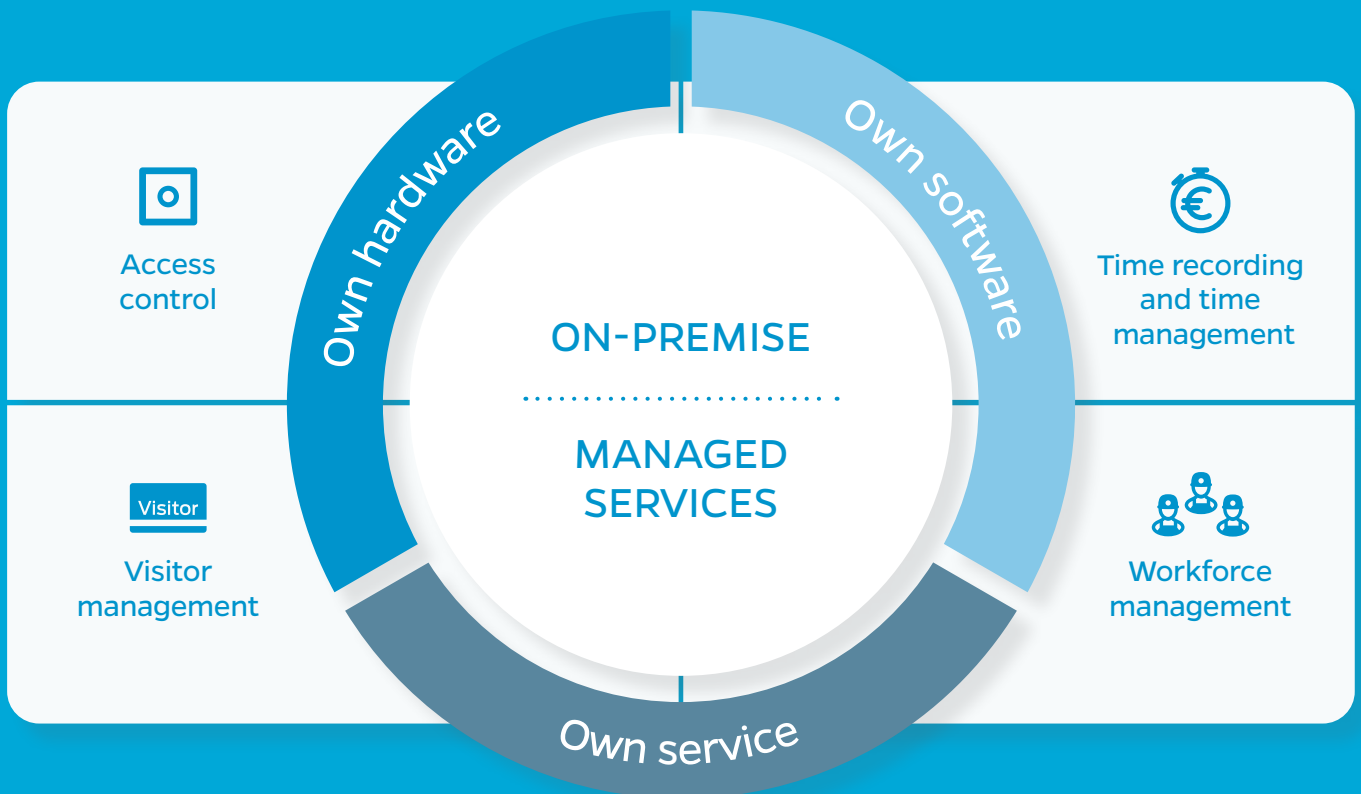 Own hardware
Own software
Access
control
Time recording
and time
management
ON-PREMISE
MANAGED
SERVICES
Visitor
Visitor
management
Workforce
management
Own service